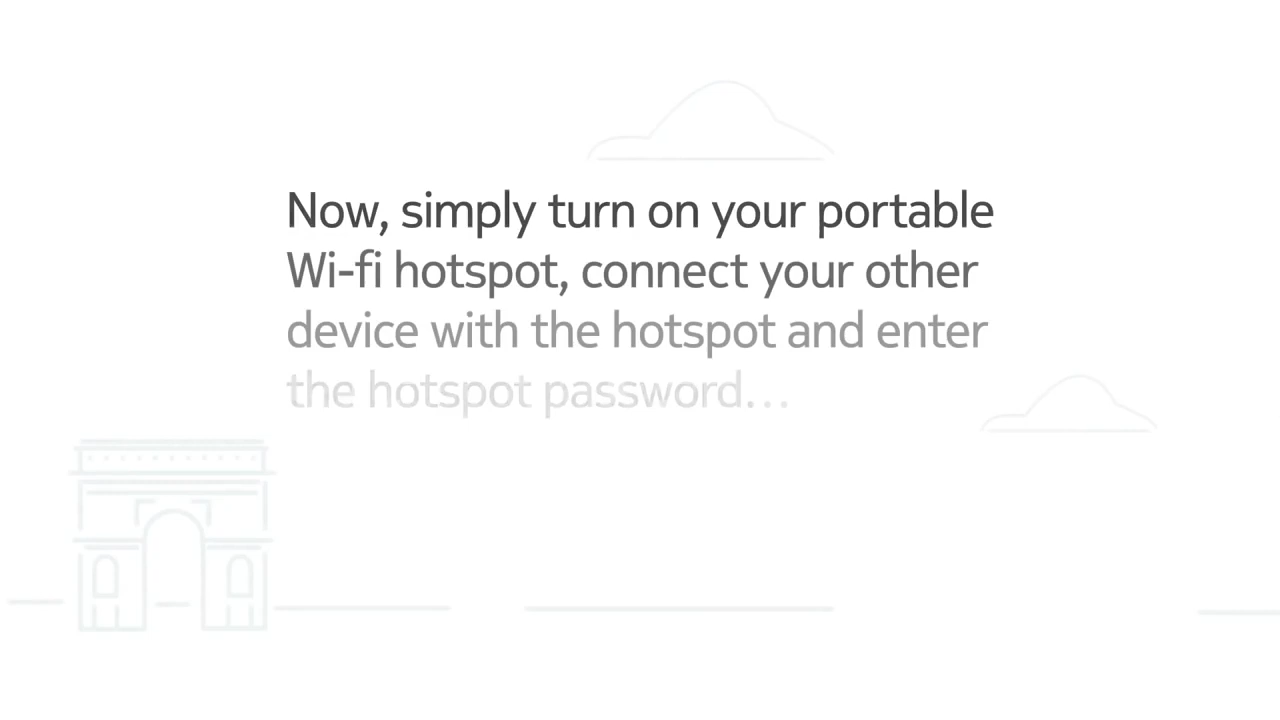 Now, simply turn on your portable
Wi-fi hotspot, connect your other
device with the hotspot and enter
the hotspot password...